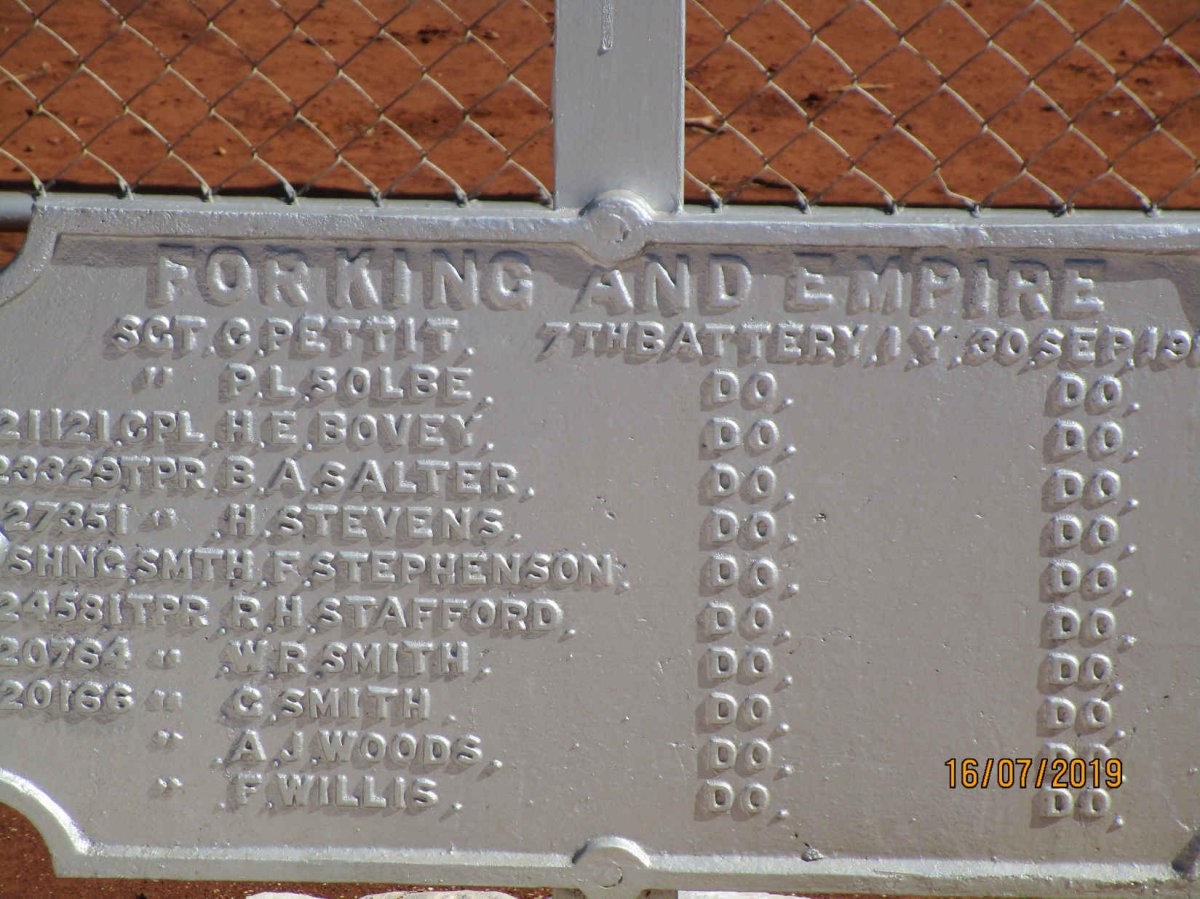 FOR KING AND EMPIRE
SGT. C. PETTIT. 7TH BATTERY, I.Y. 30, SEP, 19
" P. L. SOLBE, DO, DO,
21121, CPL. H. E. BOVEY, DO, DO,
23329 TPR. B. A. SALTER, DO, DO,
27351 " H. STEVENS, DO, DO,
SHNG. SMTH. F. STEPHENSON, DO, DO,
24581 TPR. R. H. STAFFORD, DO, DO,
20764 " W. R. SMITH, DO, DO,
20166 " G. SMITH, DO, DO,
" A. J. WOODS, DO, DO,
" F. WILLIS, DO, DO,
16/07/2019